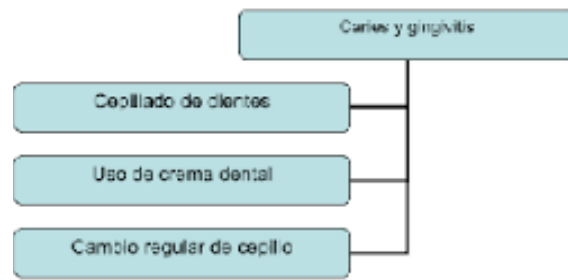 Caries y gingivitis
Cepillado de dientes
Uso de crema dental
Cambio regular de cepillo